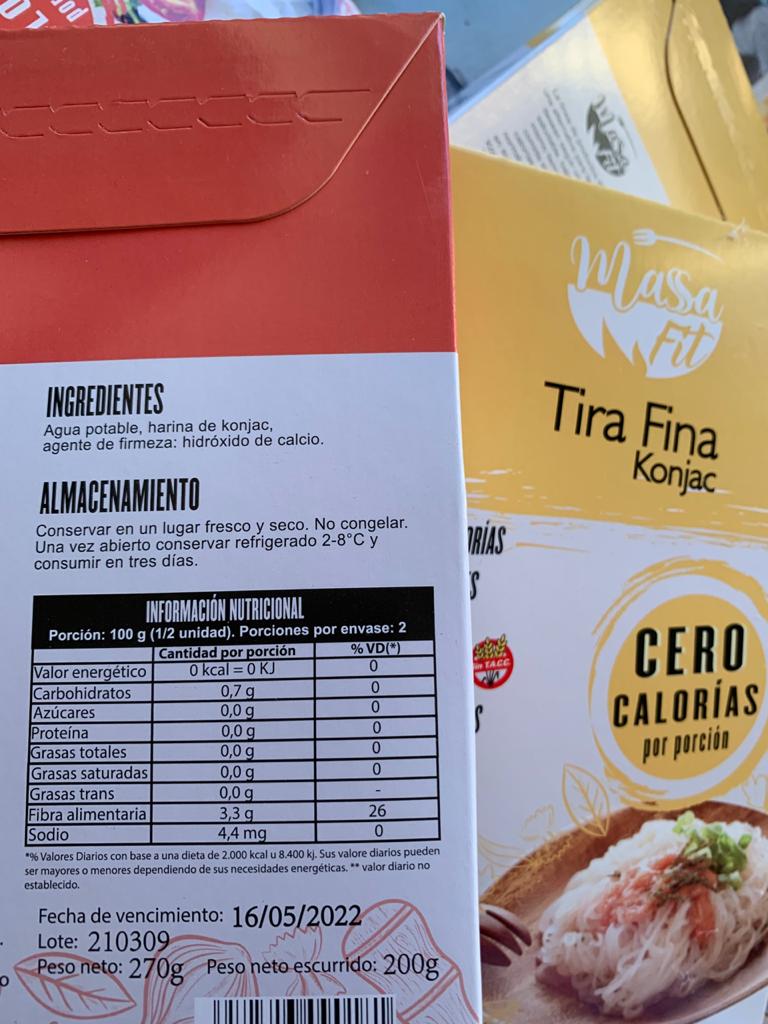 INGREDIENTES
Agua potable, harina de konjac,
agente de firmeza: hidróxido de calcio.
ALMACENAMIENTO
Conservar en un lugar fresco y seco. No congelar.
Una vez abierto conservar refrigerado 2-8°C y
consumir en tres días.
INFORMACIÓN NUTRICIONAL
Porción: 100 g (1/2 unidad). Porciones por envase: 2
Cantidad por porción % VD(*)
Valor energético 0 kcal = 0 KJ 0
Carbohidratos 0,7 g 0
Azúcares 0,0 g 0
Proteína 0,0 g 0
Grasas totales 0,0 g 0
Grasas saturadas 0,0 g 0
Grasas trans 0,0 g -
Fibra alimentaria 3,3 g 26
Sodio 4,4 mg 0
*% Valores Diarios con base a una dieta de 2.000 kcal u 8.400 kj. Sus valore diarios pueden
ser mayores o menores dependiendo de sus necesidades energéticas. ** valor diario no
establecido.
Fecha de vencimiento: 16/05/2022
Lote: 210309
Peso neto: 270g Peso neto escurrido: 200g
Massa
Fit
Massa
Fit
Tira Fina
Konjac
RÍAS
S
T.A.C.C.
S
CERO
CALORÍAS
por porción
por